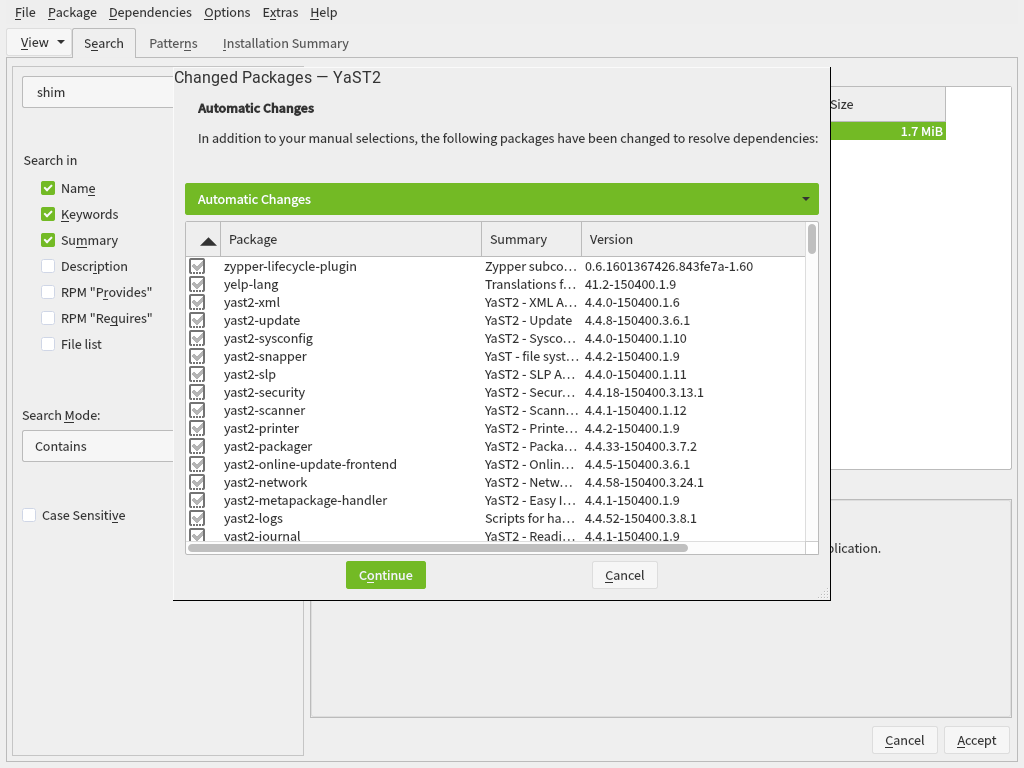 File Package Dependencies Options Extras Help
View Search Patterns Installation Summary
Changed Packages — YaST2
shim
Size
Automatic Changes
1.7 MiB
In addition to your manual selections, the following packages have been changed to resolve dependencies:
Search in
Name
Keywords
Summary
Description
RPM "Provides"
RPM "Requires"
File list
Search Mode:
Contains
Case Sensitive
Automatic Changes
Package Summary Version
zypper-lifecycle-plugin Zypper subco... 0.6.1601367426.843fe7a-1.60
yelp-lang Translations f... 41.2-150400.1.9
yast2-xml YaST2 - XML A... 4.4.0-150400.1.6
yast2-update YaST2 - Update 4.4.8-150400.3.6.1
yast2-sysconfig YaST2 - Sysco... 4.4.0-150400.1.10
yast2-snapper YaST - file syst... 4.4.2-150400.1.9
yast2-slp YaST2 - SLP A... 4.4.0-150400.1.11
yast2-security YaST2 - Secur... 4.4.18-150400.3.13.1
yast2-scanner YaST2 - Scann... 4.4.1-150400.1.12
yast2-printer YaST2 - Printe... 4.4.2-150400.1.9
yast2-packager YaST2 - Packa... 4.4.33-150400.3.7.2
yast2-online-update-frontend YaST2 - Onlin... 4.4.5-150400.3.6.1
yast2-network YaST2 - Netw... 4.4.58-150400.3.24.1
yast2-metapackage-handler YaST2 - Easy I... 4.4.1-150400.1.9
yast2-logs Scripts for ha... 4.4.52-150400.3.8.1
yast2-journal YaST2 - Readi... 4.4.1-150400.1.9
plication.
Continue Cancel
Cancel Accept